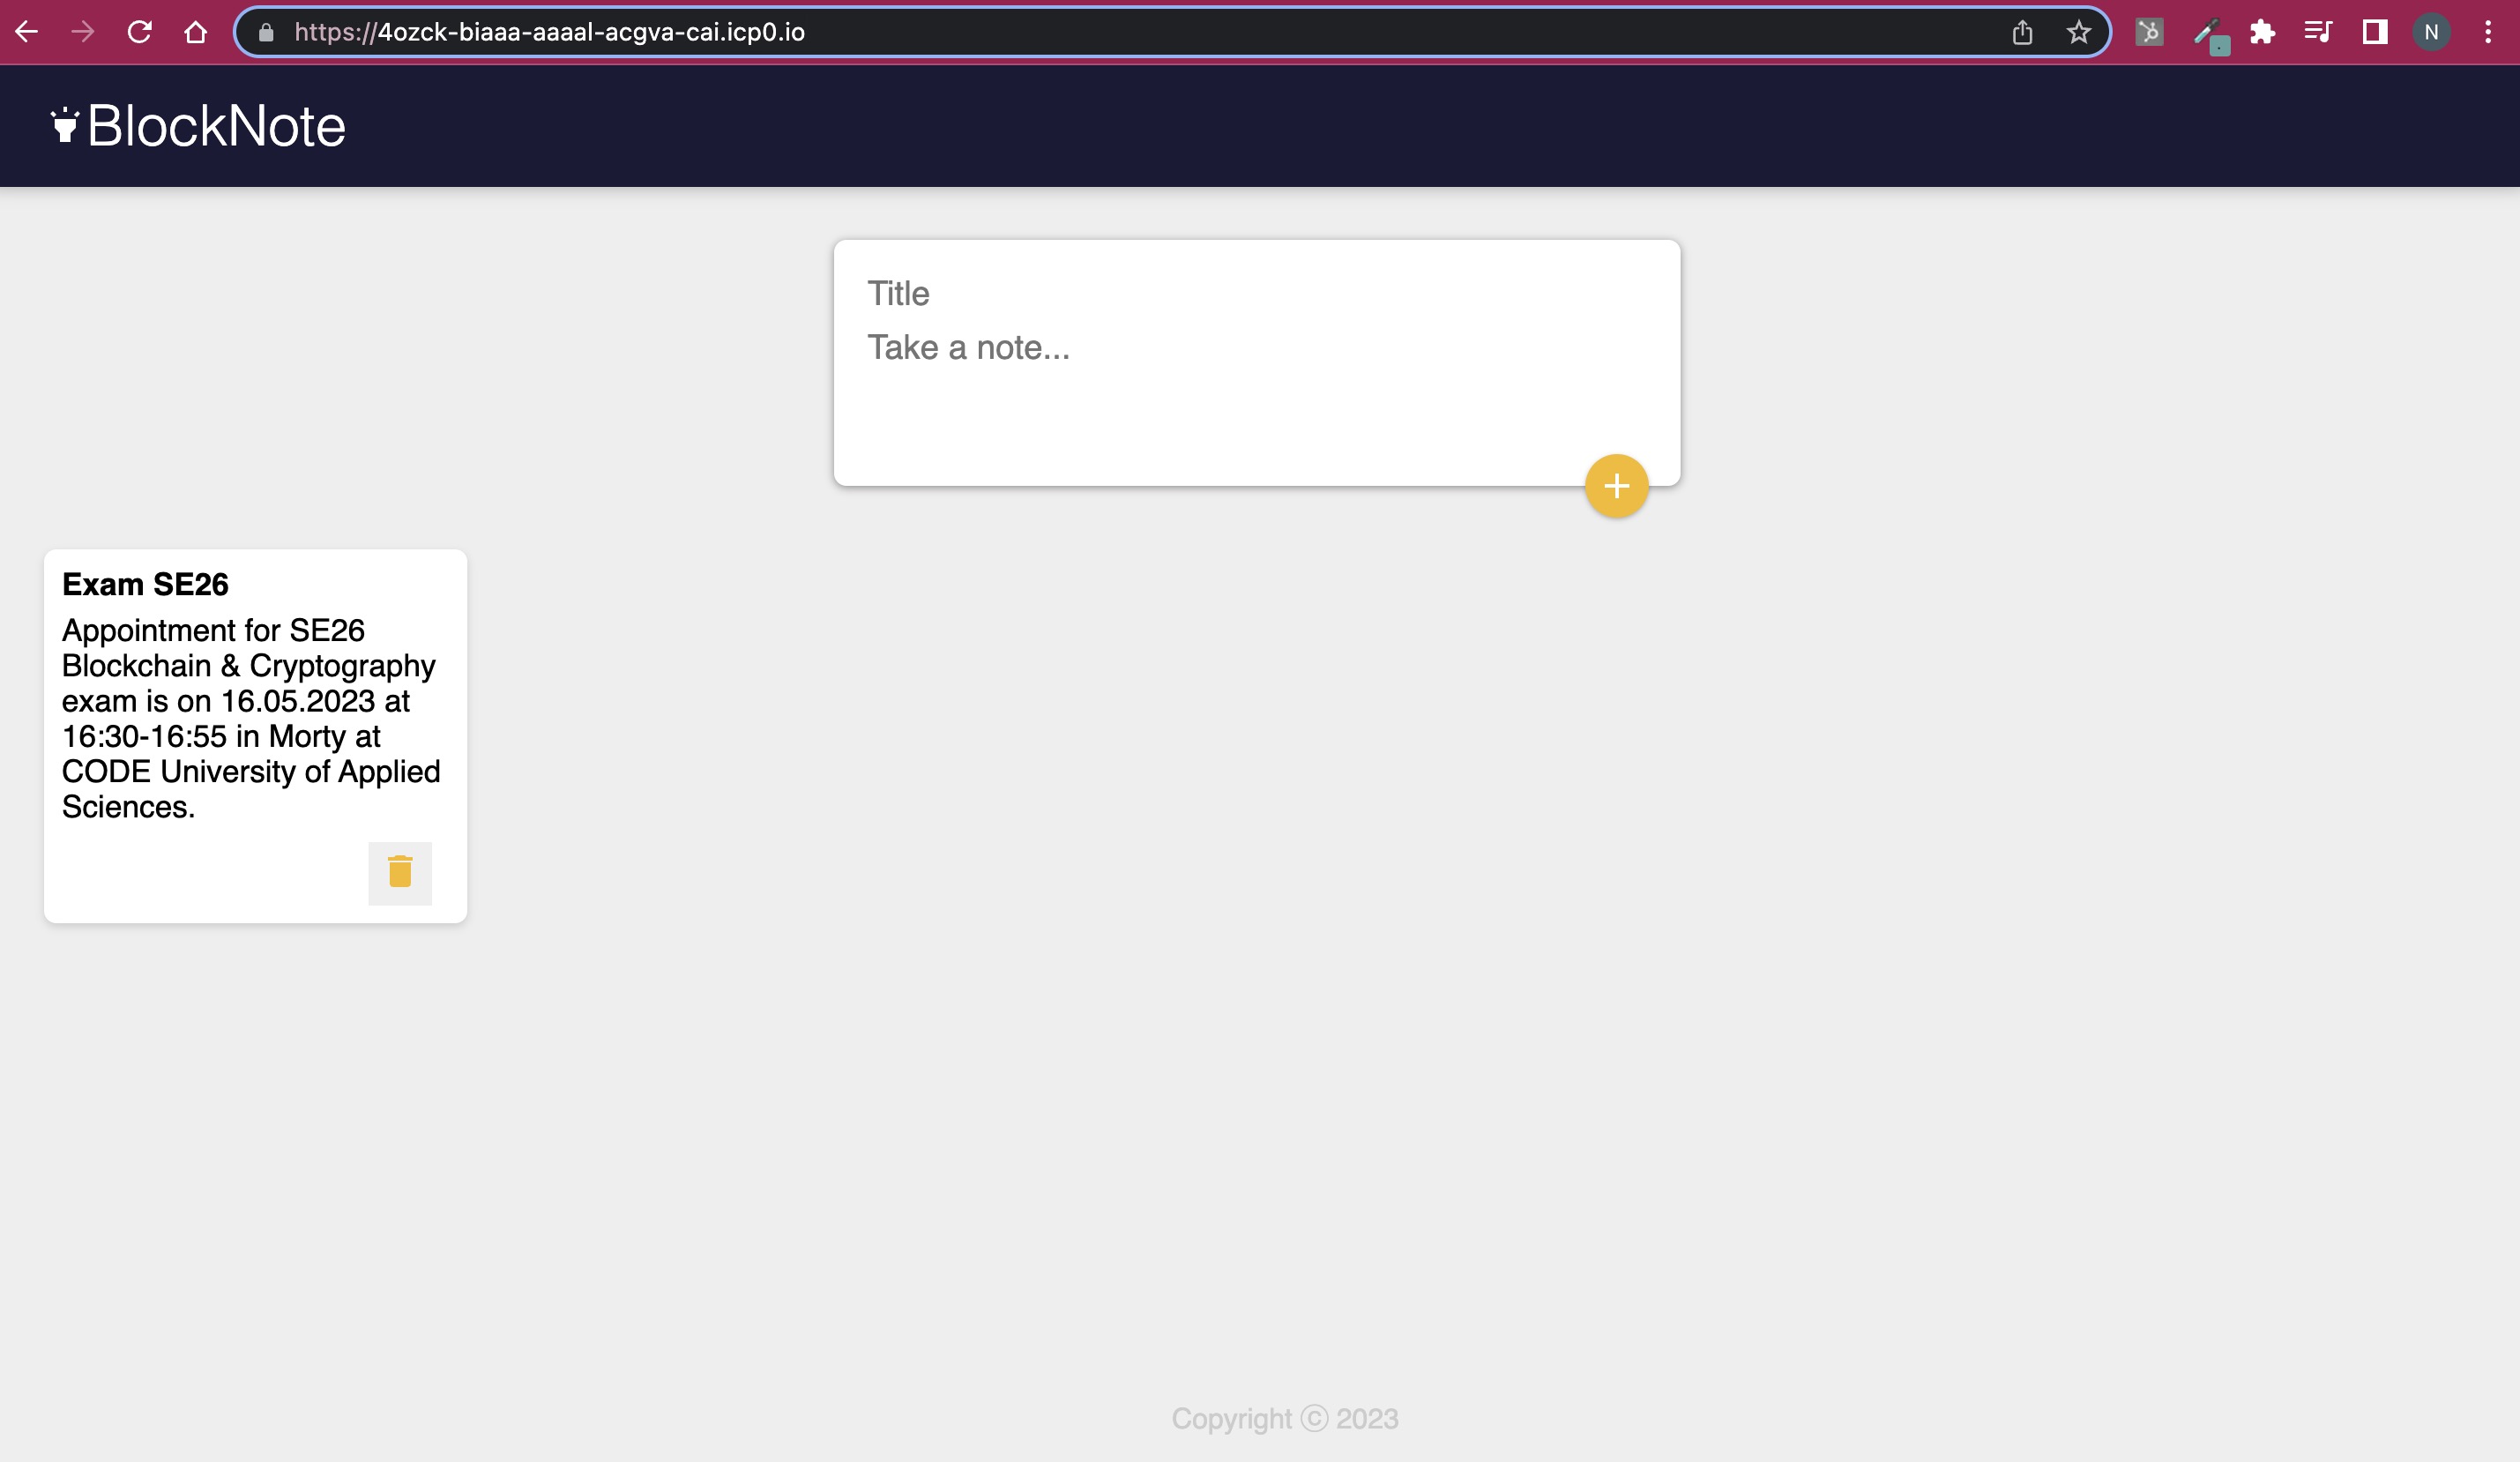 https://4ozck-biaaa-aaaal-acgva-cai.icp0.io
N
BlockNote
Title
Take a note...
Exam SE26
Appointment for SE26
Blockchain & Cryptography
exam is on 16.05.2023 at
16:30-16:55 in Morty at
CODE University of Applied
Sciences.
Copyright ⓒ 2023